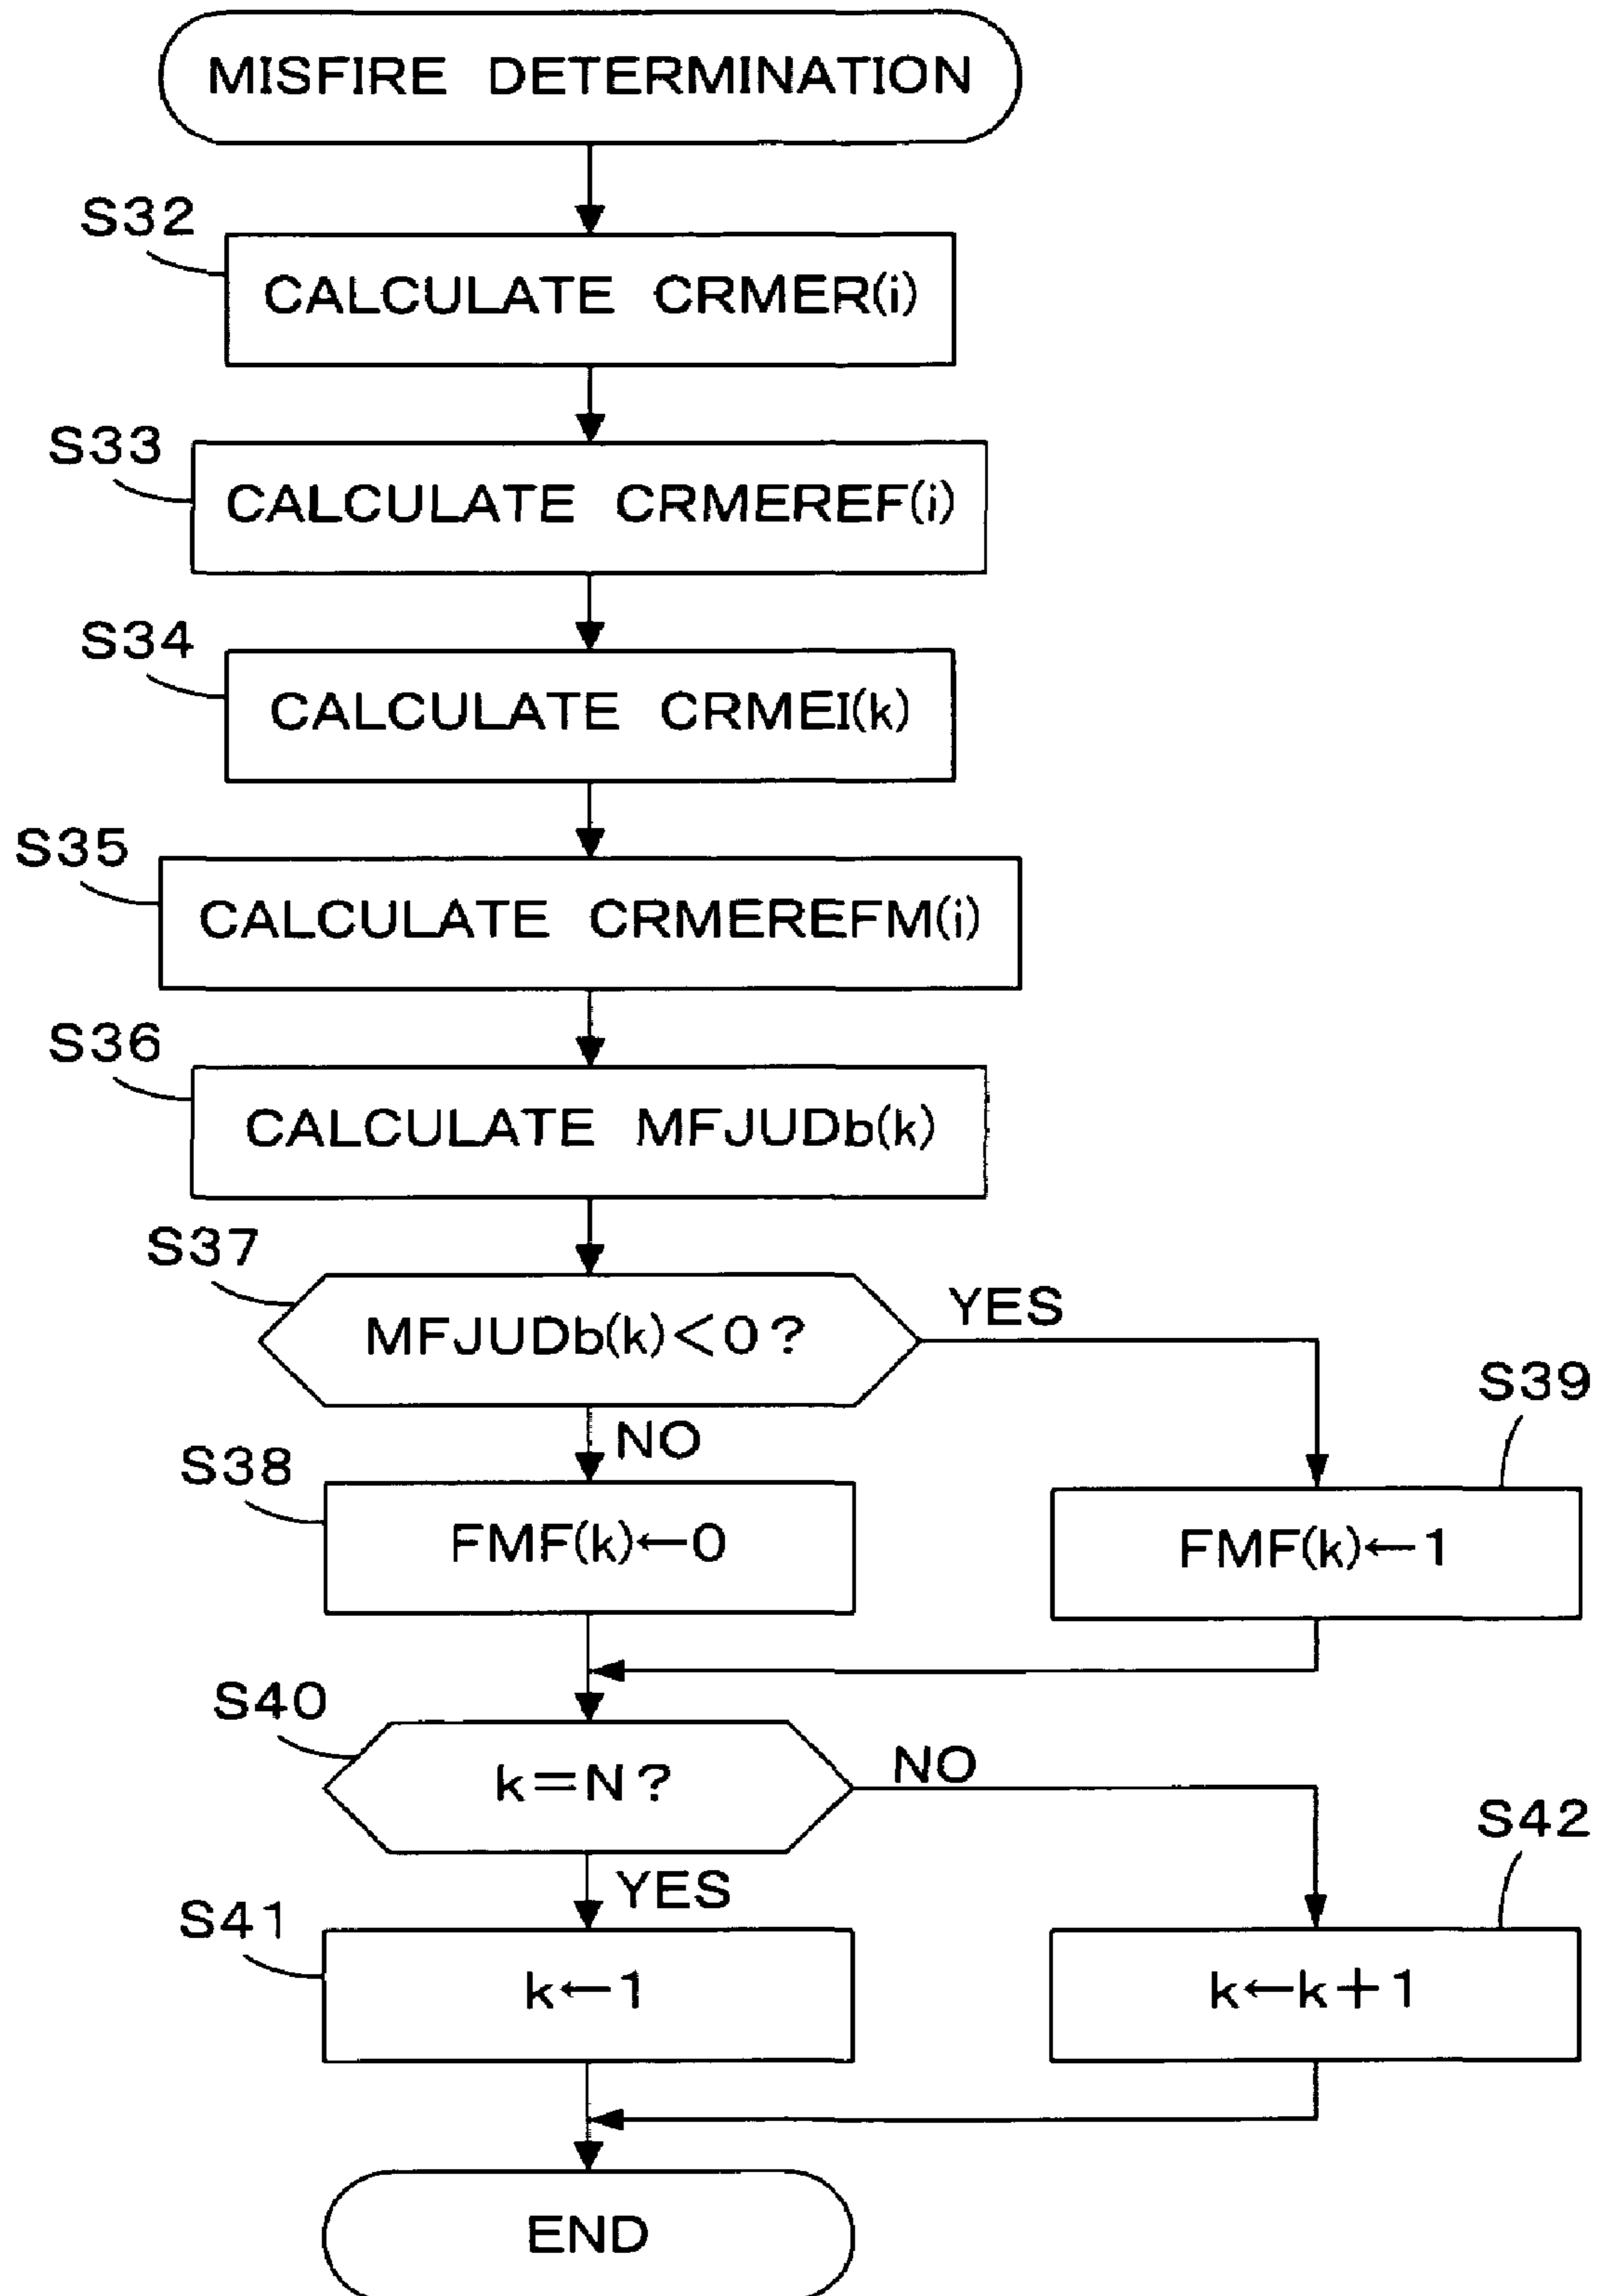 MISFIRE DETERMINATION
S32
CALCULATE CRMER(i)
S33
CALCULATE CRMEREF(i)
S34
CALCULATE CRMEI(k)
S35
CALCULATE CRMEREFM(i)
S36
CALCULATE MFJUDb(k)
S37
MFJUDb(k)<0?
YES
NO
S38
FMF(k)←0
S39
FMF(k)←1
S40
k=N?
NO
YES
S41
k←1
S42
k←k+1
END